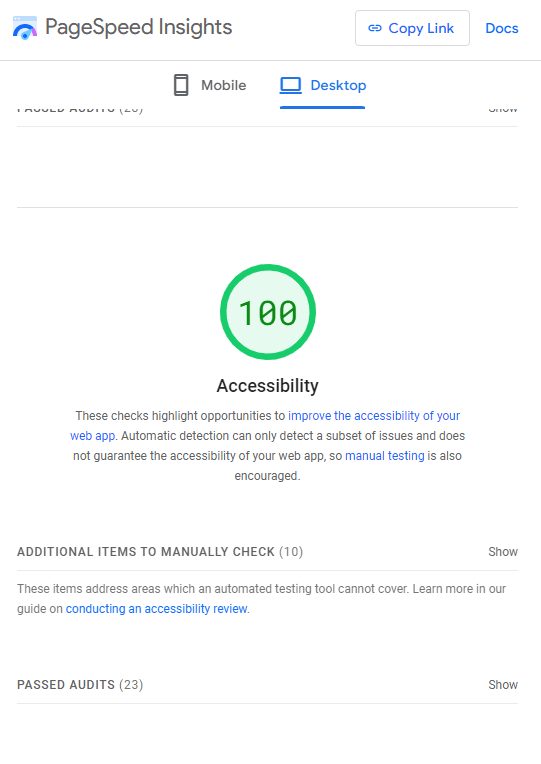 PageSpeed Insights
Copy Link
Docs
Mobile
Desktop
PASSED AUDITS
Show
100
Accessibility
These checks highlight opportunities to improve the accessibility of your
web app. Automatic detection can only detect a subset of issues and does
not guarantee the accessibility of your web app, so manual testing is also
encouraged.
ADDITIONAL ITEMS TO MANUALLY CHECK (10)
Show
These items address areas which an automated testing tool cannot cover. Learn more in our
guide on conducting an accessibility review.
PASSED AUDITS (23)
Show